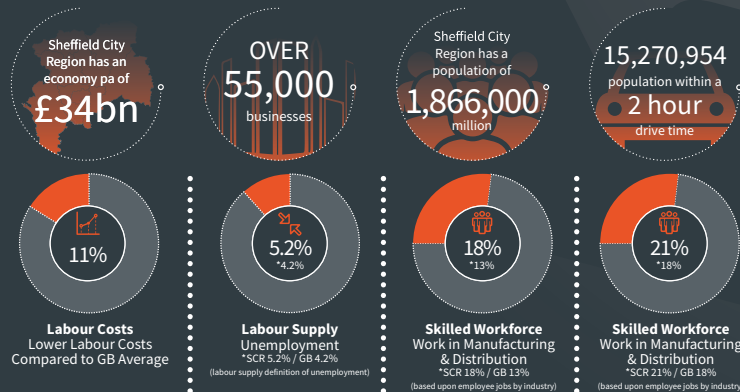 Sheffield City
Region has an
economy pa of
£34bn
OVER
55,000
businesses
Sheffield City
Region has a
population of
1,866,000
million
15,270,954
population within a
2 hour
drive time
11%
Labour Costs
Lower Labour Costs
Compared to GB Average
5.2%
*4.2%
Labour Supply
Unemployment
*SCR 5.2% / GB 4.2%
(labour supply definition of unemployment)
18%
*13%
Skilled Workforce
Work in Manufacturing
& Distribution
*SCR 18% / GB 13%
(based upon employee jobs by industry)
21%
*18%
Skilled Workforce
Work in Manufacturing
& Distribution
*SCR 21% / GB 18%
(based upon employee jobs by industry